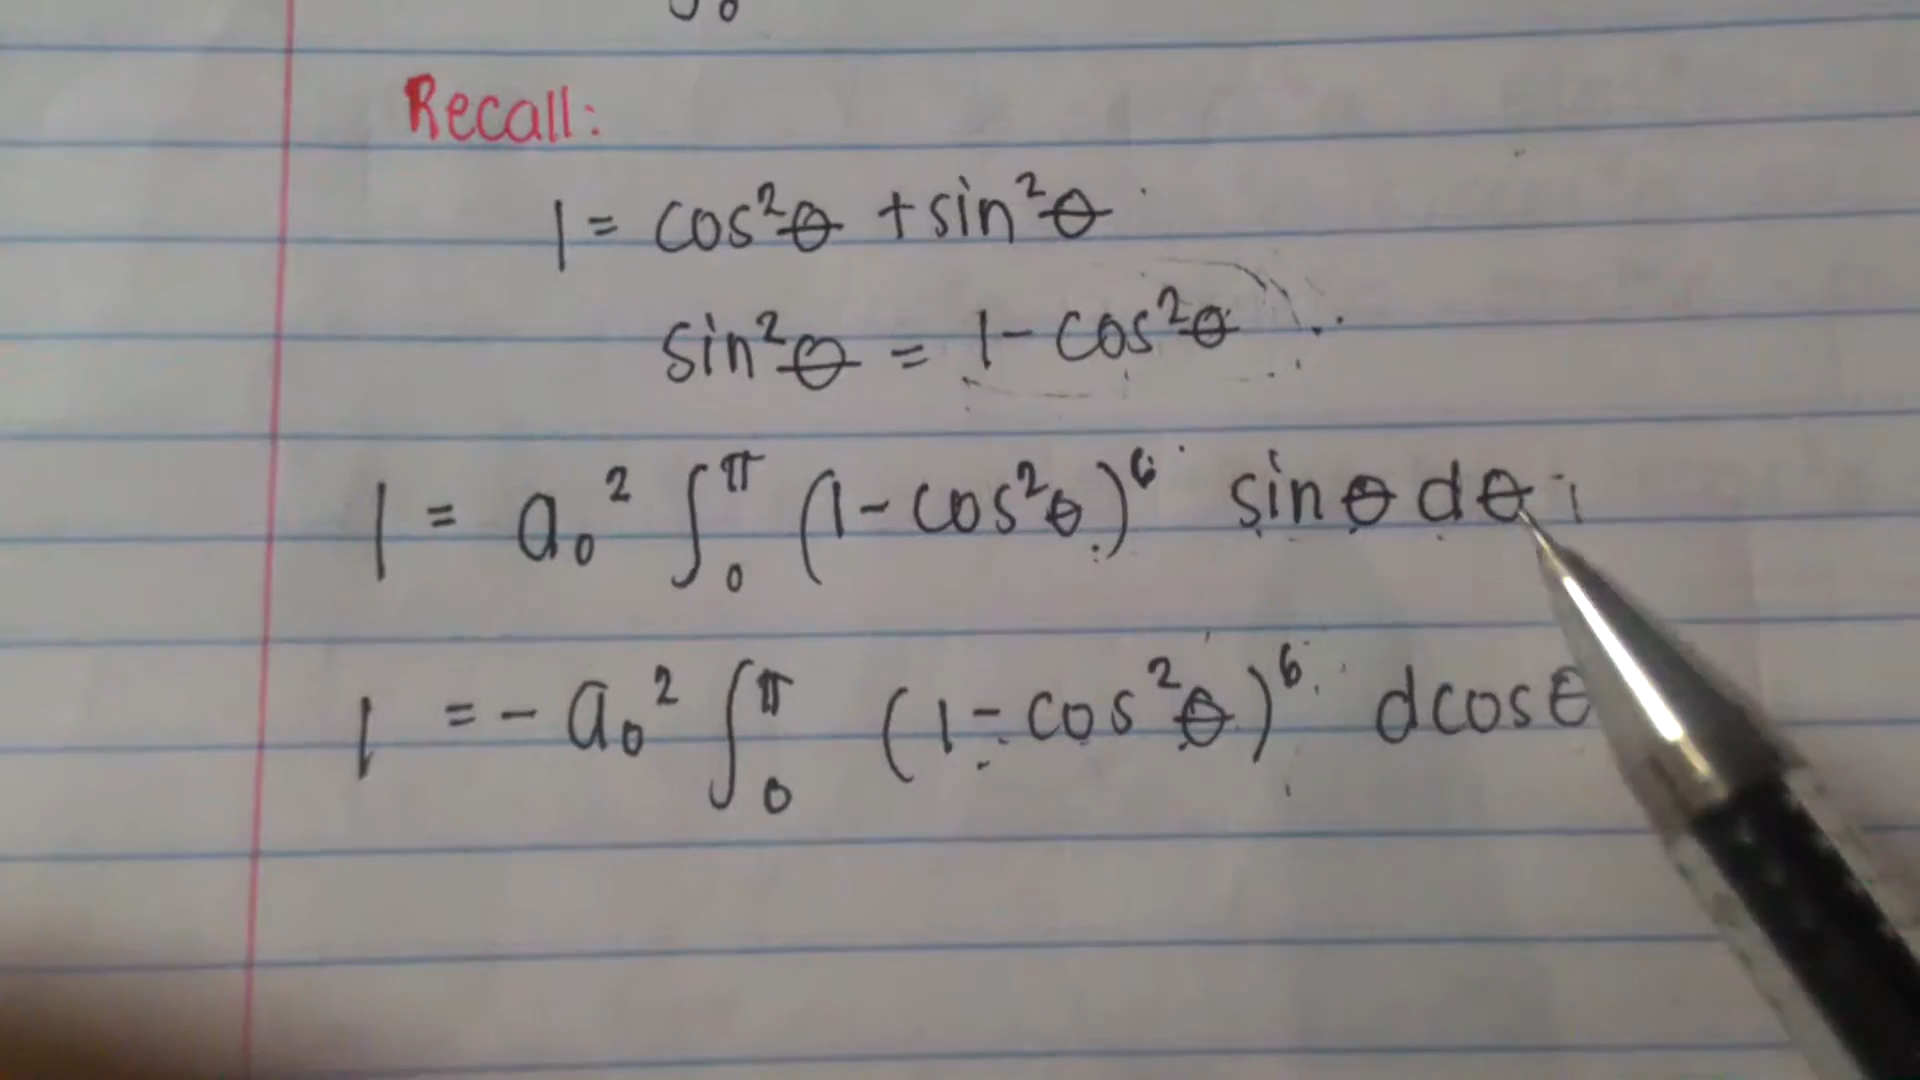 Recall:
1 = cos²θ + sin²θ
sin²θ = 1 - cos²θ
1 = a₀² ∫₀^π (1 - cos²θ)⁶ sinθ dθ
1 = - a₀² ∫₀^π (1 - cos²θ)⁶ dcosθ